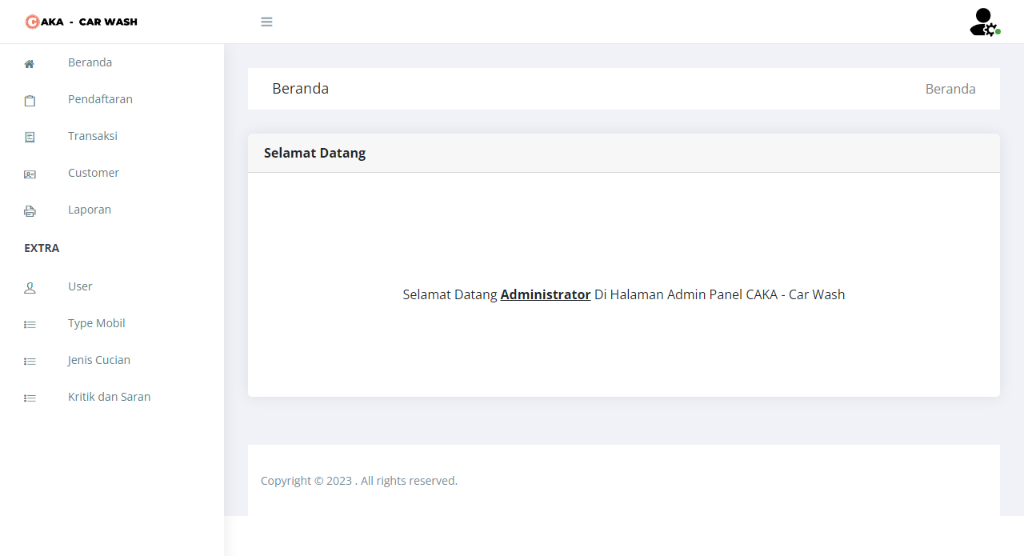 CAKA - CAR WASH
Beranda
Pendaftaran
Transaksi
Customer
Laporan
EXTRA
User
Type Mobil
Jenis Cucian
Kritik dan Saran
Beranda
Beranda
Selamat Datang
Selamat Datang Administrator Di Halaman Admin Panel CAKA - Car Wash
Copyright © 2023 . All rights reserved.